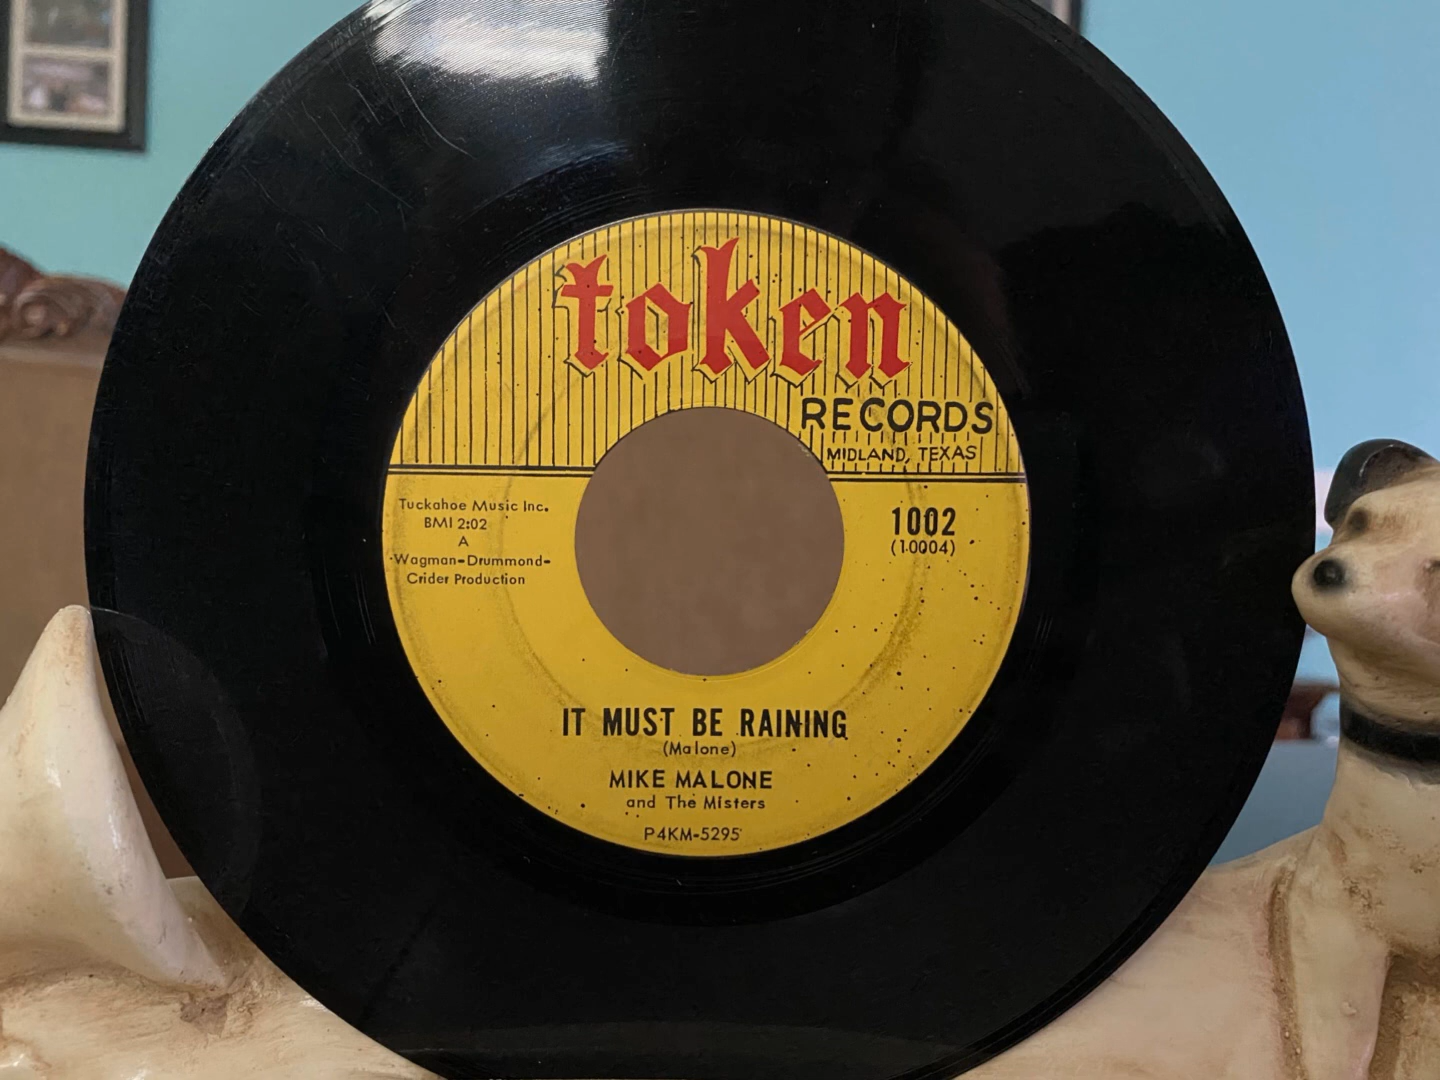 token
RECORDS
MIDLAND, TEXAS
Tuckahoe Music Inc.
BMI 2:02
A
Wagman-Drummond-
Crider Production
1002
(10004)
IT MUST BE RAINING
(Malone)
MIKE MALONE
and The Misters
P4KM-5295